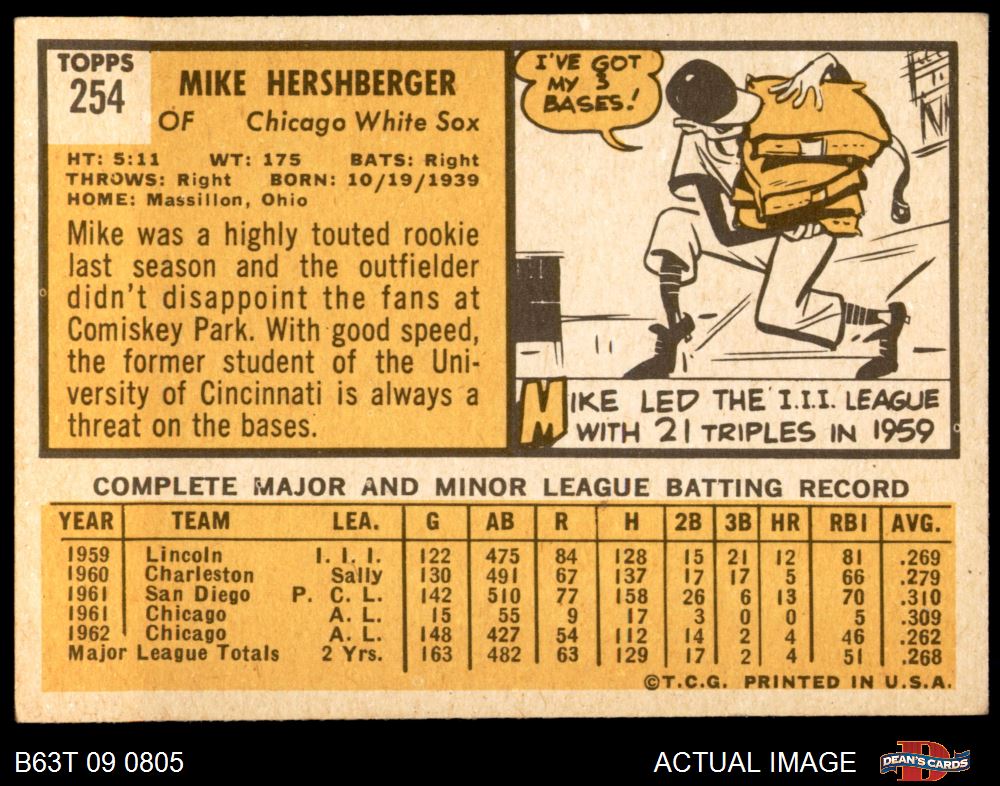 TOPPS
254
MIKE HERSHBERGER
OF Chicago White Sox
HT: 5:11 WT: 175 BATS: Right
THROWS: Right BORN: 10/19/1939
HOME: Massillon, Ohio
Mike was a highly touted rookie
last season and the outfielder
didn't disappoint the fans at
Comiskey Park. With good speed,
the former student of the Uni-
versity of Cincinnati is always a
threat on the bases.
I'VE GOT
MY 3
BASES!
MIKE LED THE I.I.I. LEAGUE
WITH 21 TRIPLES IN 1959
COMPLETE MAJOR AND MINOR LEAGUE BATTING RECORD
YEAR TEAM LEA. G AB R H 2B 3B HR RBI AVG.
1959 Lincoln I. I. I. 122 475 84 128 15 21 12 81 .269
1960 Charleston Sally 130 491 67 137 17 17 5 66 .279
1961 San Diego P. C. L. 142 510 77 158 26 6 13 70 .310
1961 Chicago A. L. 15 55 9 17 3 0 0 5 .309
1962 Chicago A. L. 148 427 54 112 14 2 4 46 .262
Major League Totals 2 Yrs. 163 482 63 129 17 2 4 51 .268
©T.C.G. PRINTED IN U.S.A.
B63T 09 0805
ACTUAL IMAGE
D
DEAN'S CARDS